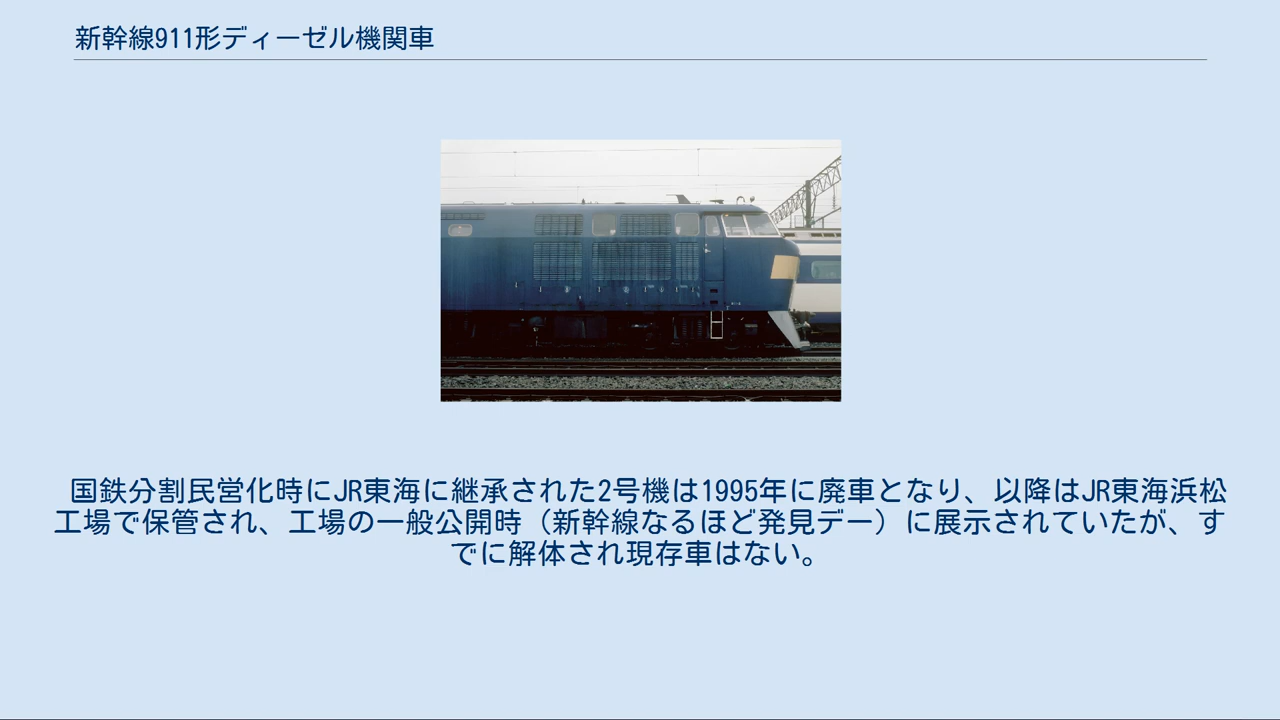 新幹線911形ディーゼル機関車
国鉄分割民営化時にJR東海に継承された2号機は1995年に廃車となり、以降はJR東海浜松
工場で保管され、工場の一般公開時（新幹線なるほど発見デー）に展示されていたが、す
でに解体され現存車はない。